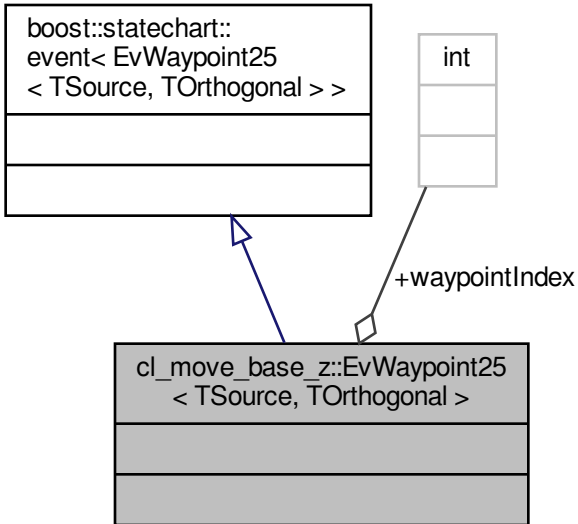 boost::statechart::
event< EvWaypoint25
< TSource, TOrthogonal > >
int
+waypointIndex
cl_move_base_z::EvWaypoint25
< TSource, TOrthogonal >